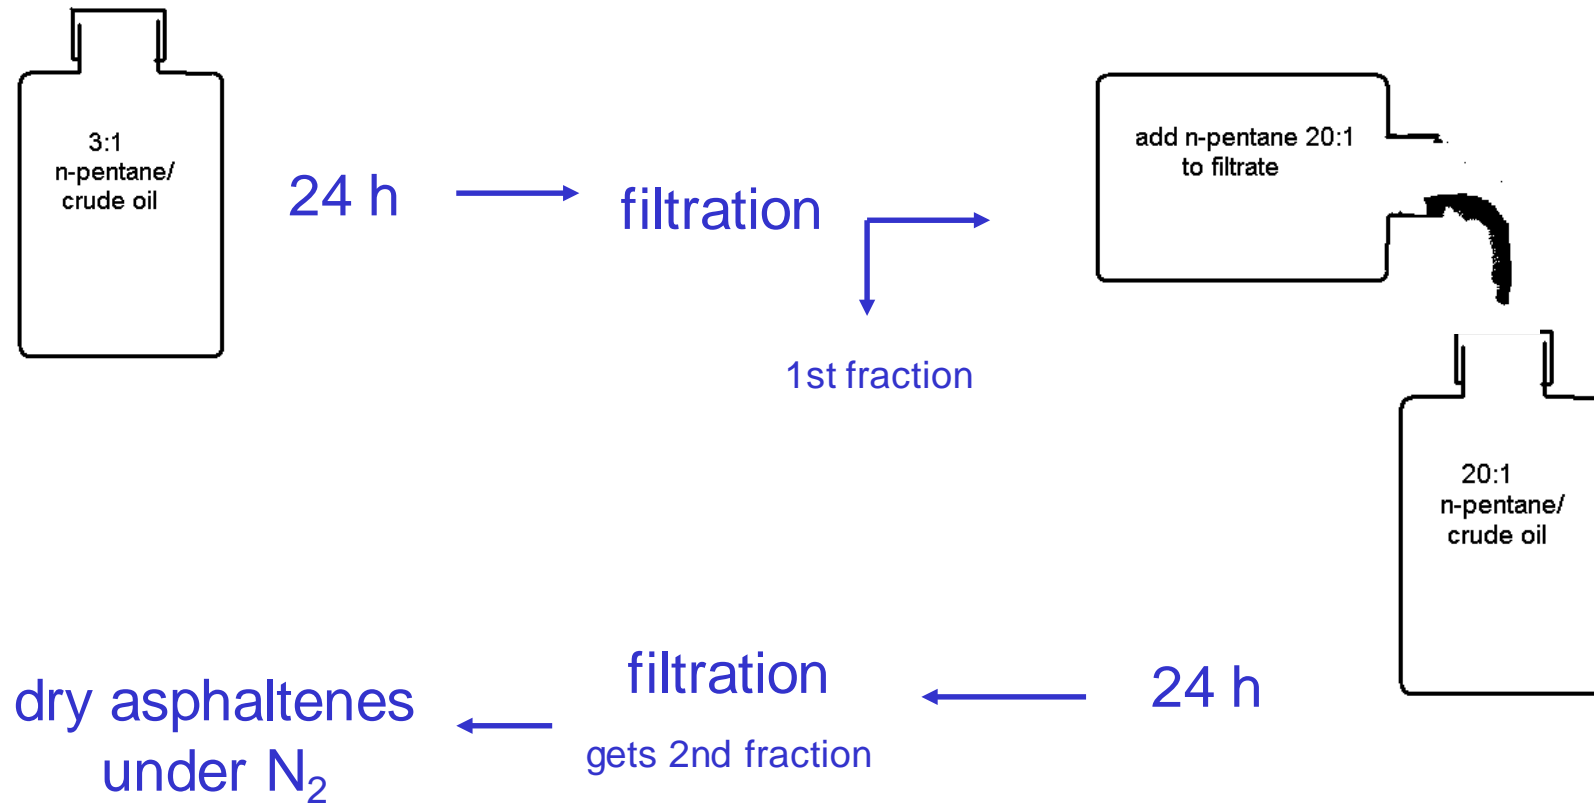 3:1
n-pentane/
crude oil
24 h
filtration
1st fraction
add n-pentane 20:1
to filtrate
20:1
n-pentane/
crude oil
24 h
filtration
gets 2nd fraction
dry asphaltenes
under N₂